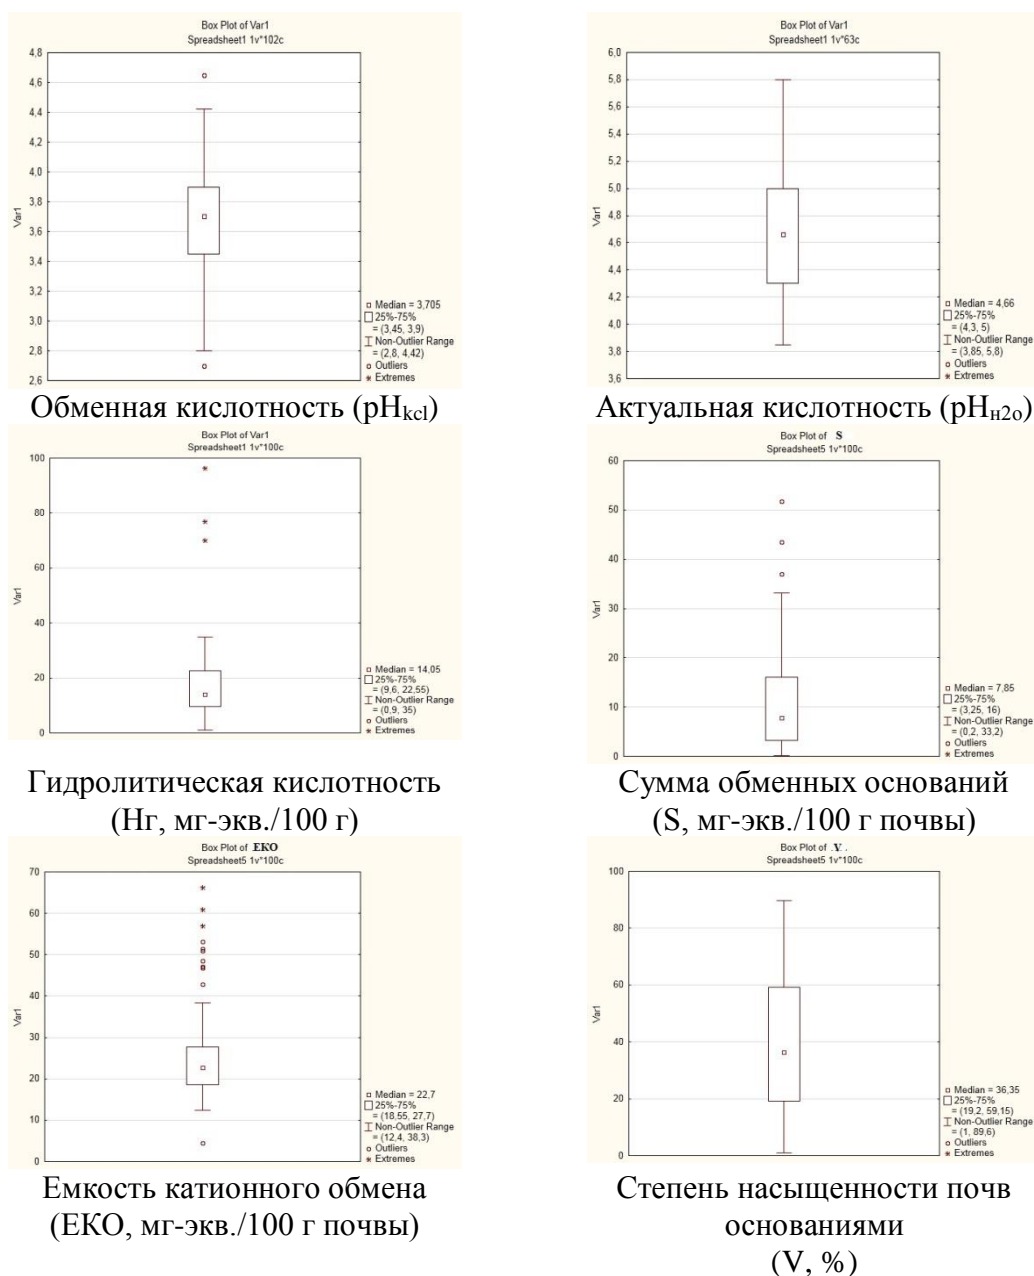 Box Plot of Var1
Spreadsheet1 1v*102c
4,8
4,6
4,4
4,2
4,0
3,8
3,6
3,4
3,2
3,0
2,8
2,6
Var1
Median = 3,705
25%-75%
= (3,45, 3,9)
Non-Outlier Range
= (2,8, 4,42)
Outliers
Extremes
Обменная кислотность (pHkcl)
Box Plot of Var1
Spreadsheet1 1v*63c
6,0
5,8
5,6
5,4
5,2
5,0
4,8
4,6
4,4
4,2
4,0
3,8
3,6
Var1
Median = 4,66
25%-75%
= (4,3, 5)
Non-Outlier Range
= (3,85, 5,8)
Outliers
Extremes
Актуальная кислотность (pHн2о)
Box Plot of Var1
Spreadsheet1 1v*100c
100
80
60
40
20
0
Var1
Median = 14,05
25%-75%
= (9,6, 22,55)
Non-Outlier Range
= (0,9, 35)
Outliers
Extremes
Гидролитическая кислотность
(Нг, мг-экв./100 г)
Box Plot of S
Spreadsheet5 1v*100c
60
50
40
30
20
10
0
Var1
Median = 7,85
25%-75%
= (3,25, 16)
Non-Outlier Range
= (0,2, 33,2)
Outliers
Extremes
Сумма обменных оснований
(S, мг-экв./100 г почвы)
Box Plot of ЕКО
Spreadsheet5 1v*100c
70
60
50
40
30
20
10
0
Var1
Median = 22,7
25%-75%
= (18,55, 27,7)
Non-Outlier Range
= (12,4, 38,3)
Outliers
Extremes
Емкость катионного обмена
(ЕКО, мг-экв./100 г почвы)
Box Plot of .V.
Spreadsheet5 1v*100c
100
80
60
40
20
0
Var1
Median = 36,35
25%-75%
= (19,2, 59,15)
Non-Outlier Range
= (1, 89,6)
Outliers
Extremes
Степень насыщенности почв
основаниями
(V, %)